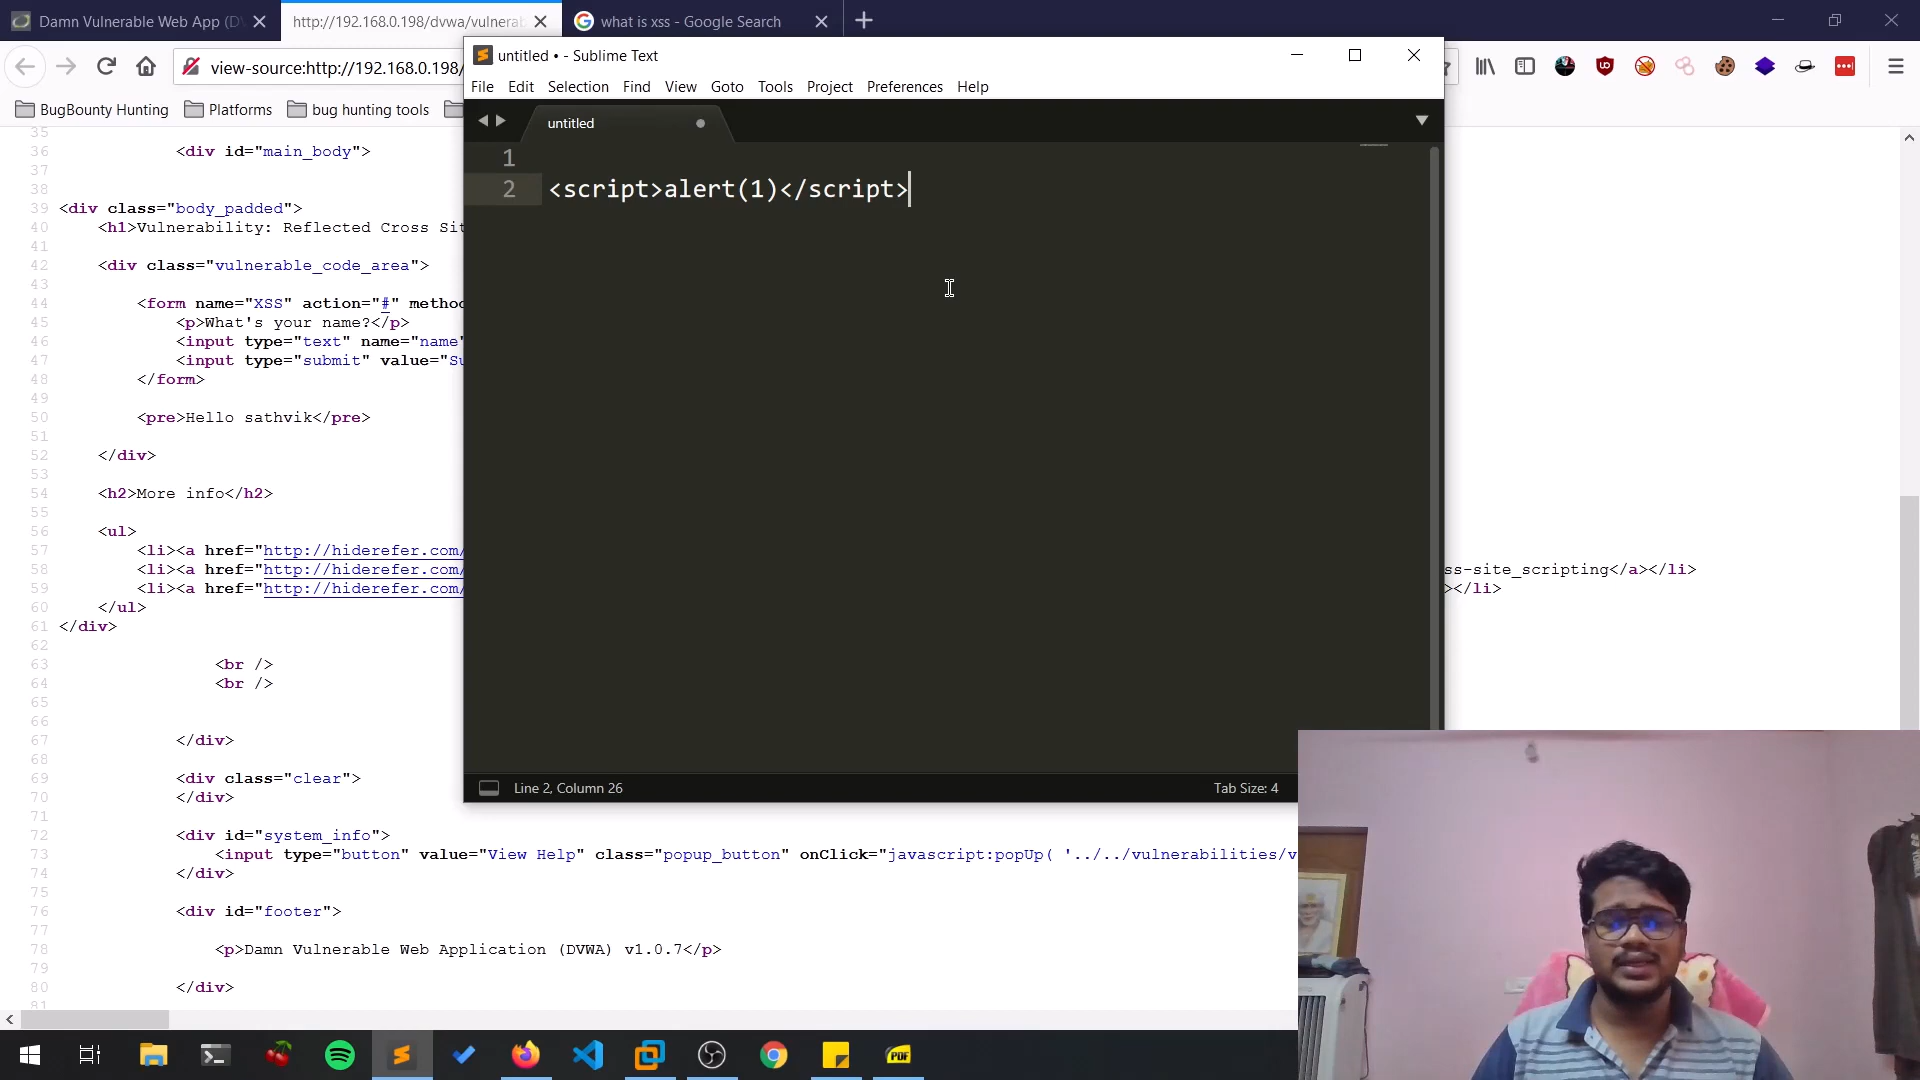 Damn Vulnerable Web App (DV
http://192.168.0.198/dvwa/vulnera
what is xss - Google Search
view-source:http://192.168.0.198/
BugBounty Hunting
Platforms
bug hunting tools
untitled • - Sublime Text
File Edit Selection Find View Goto Tools Project Preferences Help
untitled
1
2 <script>alert(1)</script>
Line 2, Column 26
Tab Size: 4
35
36 <div id="main_body">
37
38
39 <div class="body_padded">
40 <h1>Vulnerability: Reflected Cross Sit
41
42 <div class="vulnerable_code_area">
43
44 <form name="XSS" action="#" method
45 <p>What's your name?</p>
46 <input type="text" name="name"
47 <input type="submit" value="Su
48 </form>
49
50 <pre>Hello sathvik</pre>
51
52 </div>
53
54 <h2>More info</h2>
55
56 <ul>
57 <li><a href="http://hiderefer.com/
58 <li><a href="http://hiderefer.com/ ss-site_scripting</a></li>
59 <li><a href="http://hiderefer.com/ ></li>
60 </ul>
61 </div>
62
63 <br />
64 <br />
65
66
67 </div>
68
69 <div class="clear">
70 </div>
71
72 <div id="system_info">
73 <input type="button" value="View Help" class="popup_button" onClick="javascript:popUp( '../../vulnerabilities/v
74 </div>
75
76 <div id="footer">
77
78 <p>Damn Vulnerable Web Application (DVWA) v1.0.7</p>
79
80 </div>
81
PDF